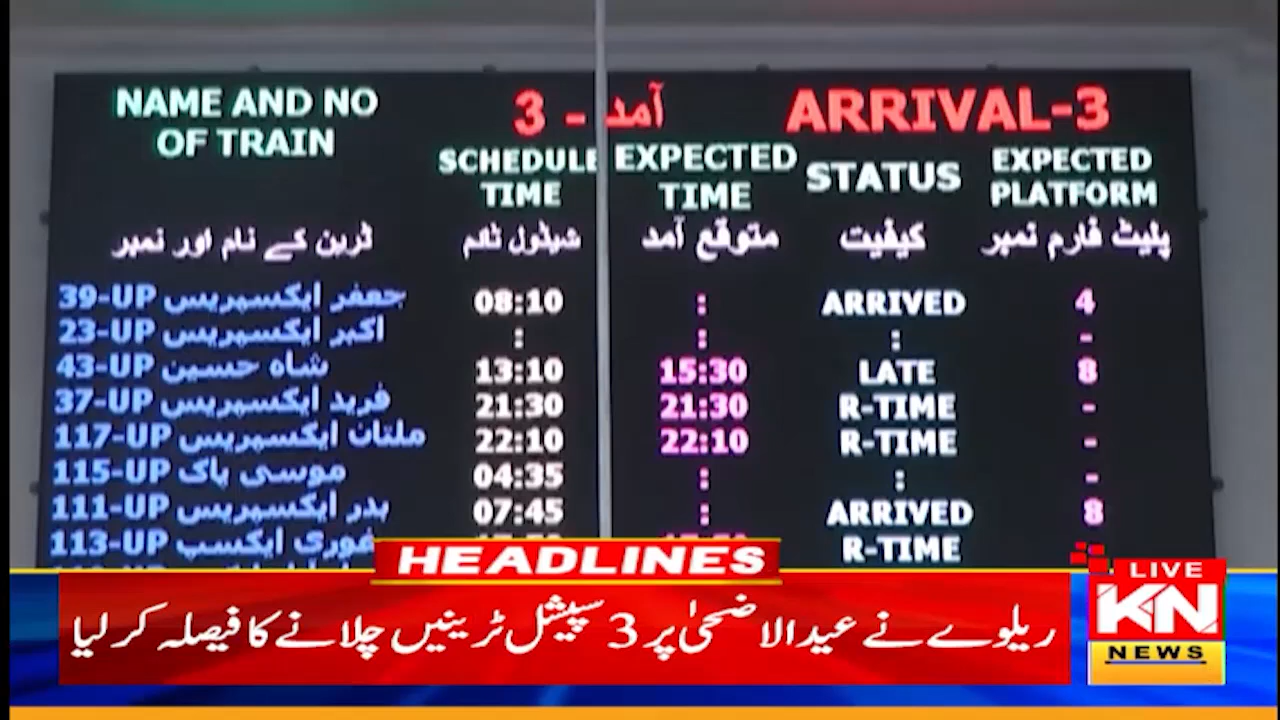 NAME AND NO
OF TRAIN
3 - آمد
ARRIVAL-3
SCHEDULE
TIME
EXPECTED
TIME
STATUS
EXPECTED
PLATFORM
ٹرین کے نام اور نمبر شیڈول ٹائم متوقع آمد کیفیت پلیٹ فارم نمبر
39-UP جعفر ایکسپریس 08:10 : ARRIVED 4
23-UP اکبر ایکسپریس : : : -
43-UP شاہ حسین 13:10 15:30 LATE 8
37-UP فرید ایکسپریس 21:30 21:30 R-TIME -
117-UP ملتان ایکسپریس 22:10 22:10 R-TIME -
115-UP موسی پاک 04:35 : : -
111-UP بدر ایکسپریس 07:45 : ARRIVED 8
113-UP غوری ایکسپ R-TIME
HEADLINES
ریلوے نے عیدالاضحیٰ پر 3 سپیشل ٹرینیں چلانے کا فیصلہ کر لیا
LIVE
KN
NEWS